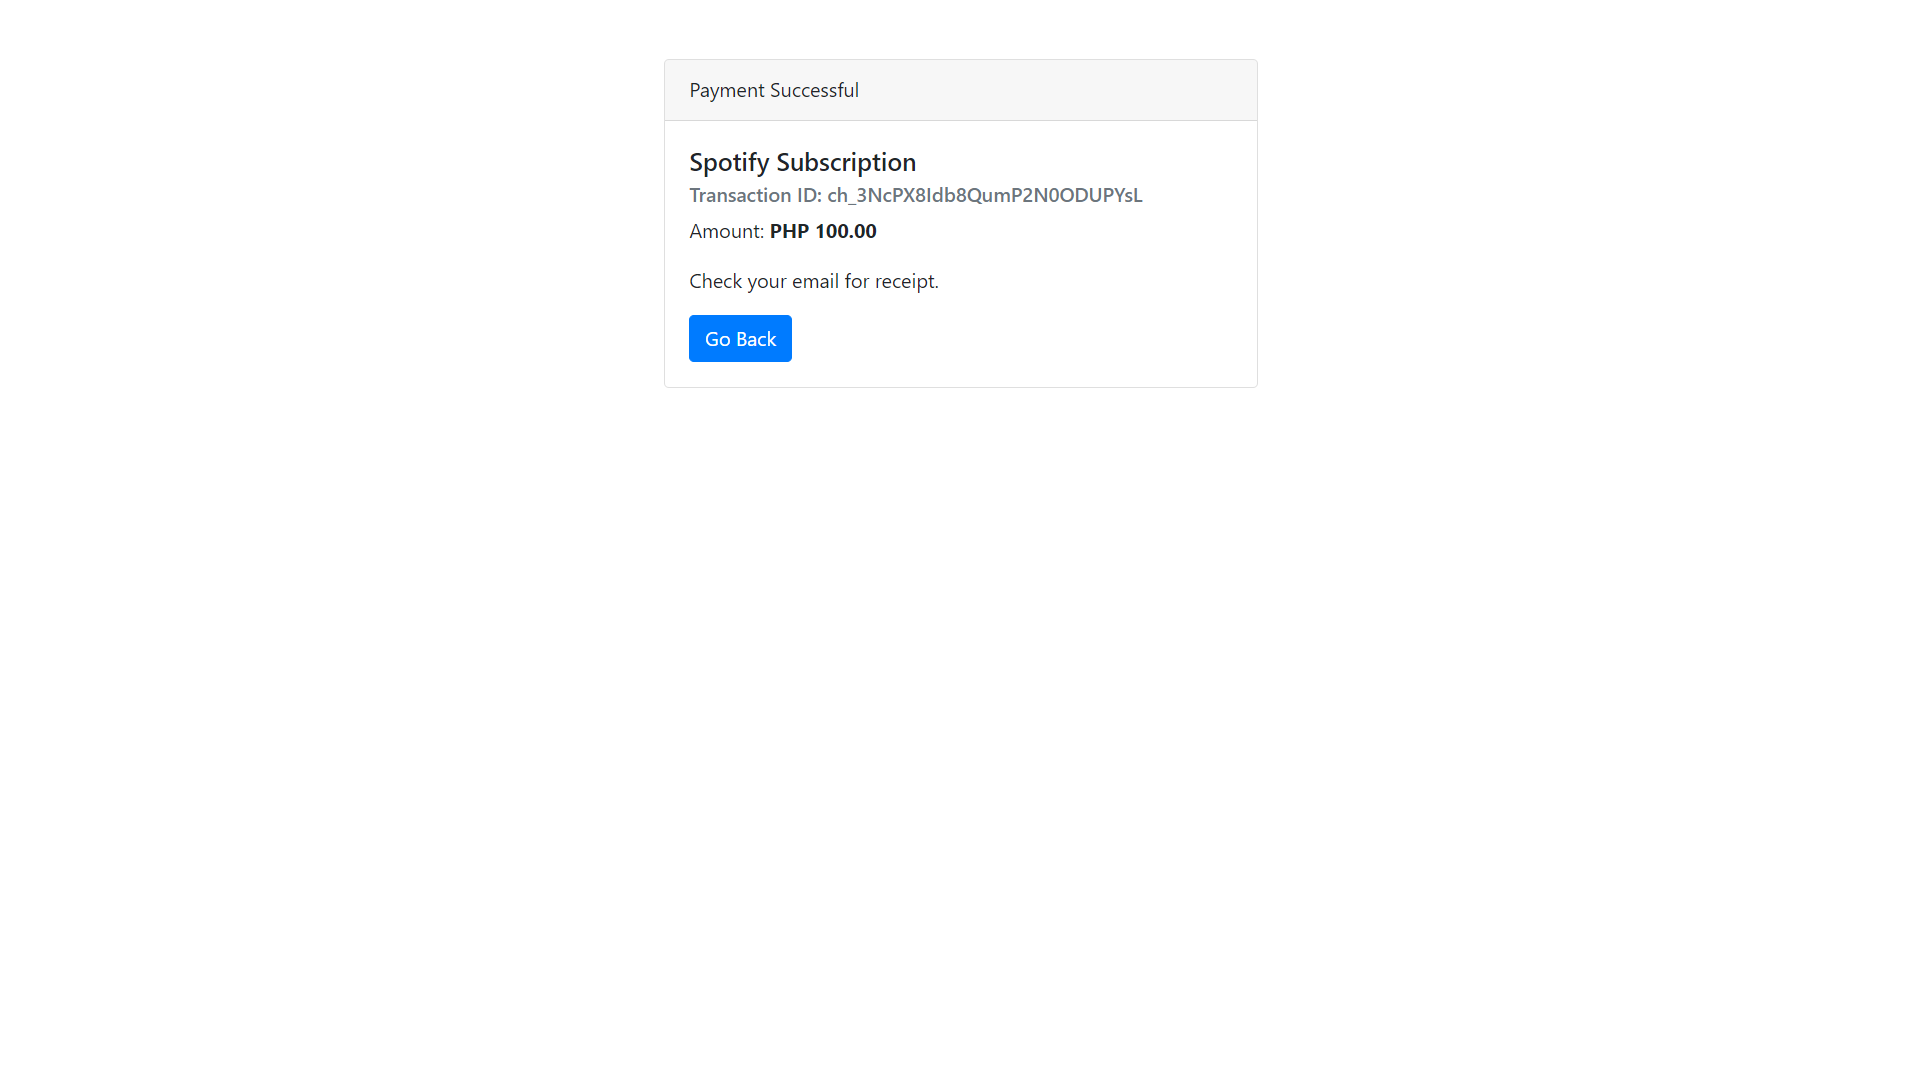 Payment Successful
Spotify Subscription
Transaction ID: ch_3NcPX8Idb8QumP2N0ODUPYsL
Amount: PHP 100.00
Check your email for receipt.
Go Back